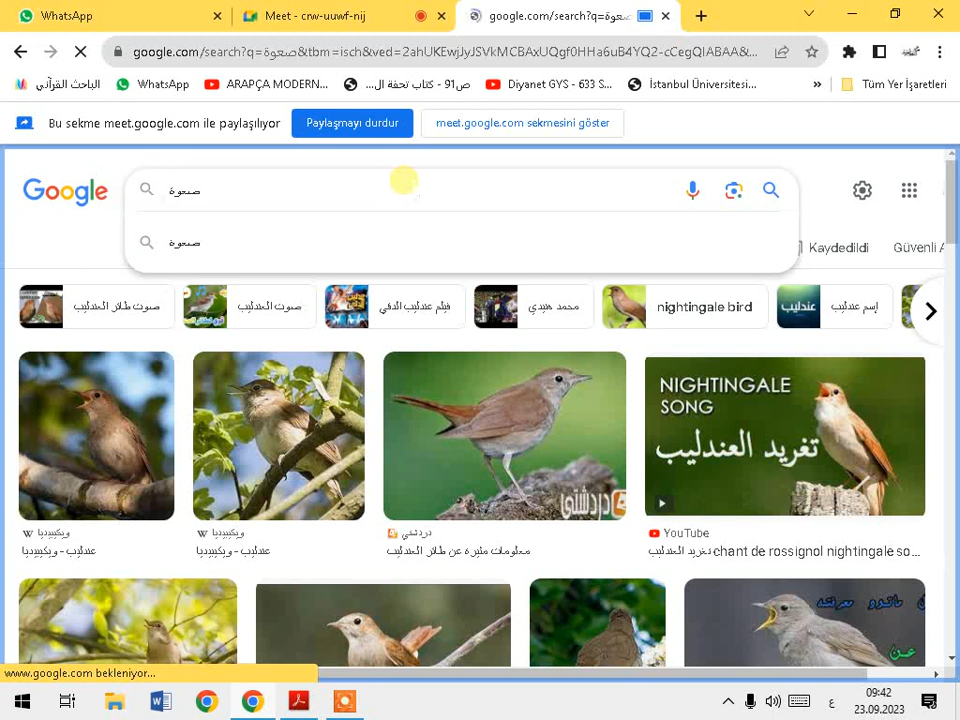 WhatsApp
Meet - crw-uuwf-nij
google.com/search?q=صعوة
google.com/search?q=صعوة&tbm=isch&ved=2ahUKEwjJyJSVkMCBAxUQgf0HHa6uB4YQ2-cCegQIABAA&...
الباحث القرآني
WhatsApp
ARAPÇA MODERN...
ص91 - كتاب تحفة ال...
Diyanet GYS - 633 S...
İstanbul Üniversitesi...
»
Tüm Yer İşaretleri
Bu sekme meet.google.com ile paylaşılıyor
Paylaşmayı durdur
meet.google.com sekmesini göster
Google
صعوة
صعوة
Kaydedildi
Güvenli A
صوت طائر العندليب
صوت العندليب
فيلم عندليب الدقي
محمد هنيدي
nightingale bird
عندليب
إسم عندليب
NIGHTINGALE
SONG
تغريد العندليب
دردشتي
ويكيبيديا
عندليب - ويكيبيديا
ويكيبيديا
عندليب - ويكيبيديا
دردشتي
معلومات مثيرة عن طائر العندليب
YouTube
تغريد العندليب chant de rossignol nightingale so...
ماتود معرفته
عن
www.google.com bekleniyor...
ع
09:42
23.09.2023